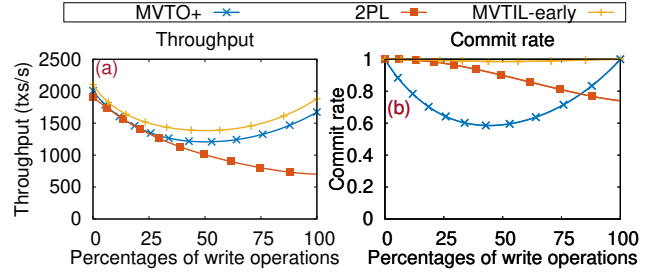 MVTO+ 2PL MVTIL-early
Throughput
Commit rate
Throughput (txs/s)
2500
2000
1500
1000
500
0
(a)
0 25 50 75 100
Percentages of write operations
Commit rate
1
0.8
0.6
0.4
0.2
0
(b)
0 25 50 75 100
Percentages of write operations